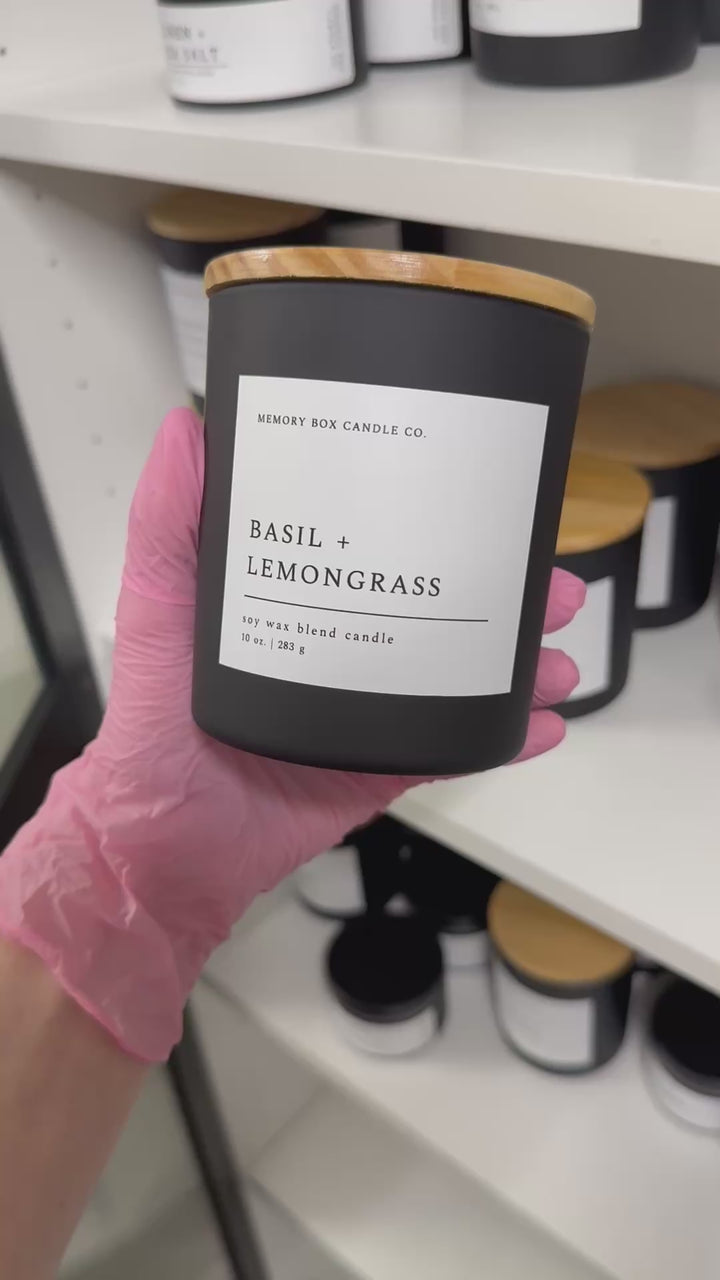 MEMORY BOX CANDLE CO.
BASIL +
LEMONGRASS
soy wax blend candle
10 oz. | 283 g